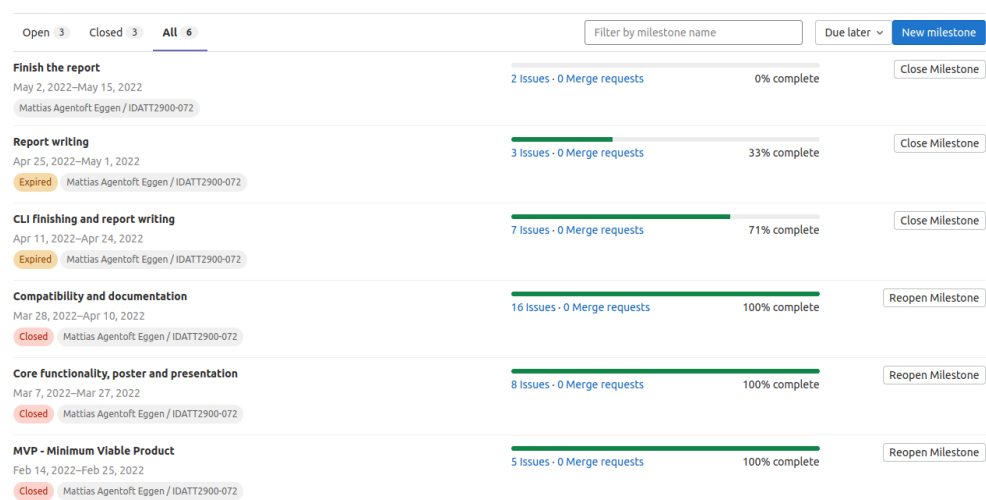 Open 3 Closed 3 All 6 Filter by milestone name Due later New milestone
Finish the report
May 2, 2022–May 15, 2022
Mattias Agentoft Eggen / IDATT2900-072
2 Issues · 0 Merge requests 0% complete
Close Milestone
Report writing
Apr 25, 2022–May 1, 2022
Expired Mattias Agentoft Eggen / IDATT2900-072
3 Issues · 0 Merge requests 33% complete
Close Milestone
CLI finishing and report writing
Apr 11, 2022–Apr 24, 2022
Expired Mattias Agentoft Eggen / IDATT2900-072
7 Issues · 0 Merge requests 71% complete
Close Milestone
Compatibility and documentation
Mar 28, 2022–Apr 10, 2022
Closed Mattias Agentoft Eggen / IDATT2900-072
16 Issues · 0 Merge requests 100% complete
Reopen Milestone
Core functionality, poster and presentation
Mar 7, 2022–Mar 27, 2022
Closed Mattias Agentoft Eggen / IDATT2900-072
8 Issues · 0 Merge requests 100% complete
Reopen Milestone
MVP - Minimum Viable Product
Feb 14, 2022–Feb 25, 2022
Closed Mattias Agentoft Eggen / IDATT2900-072
5 Issues · 0 Merge requests 100% complete
Reopen Milestone